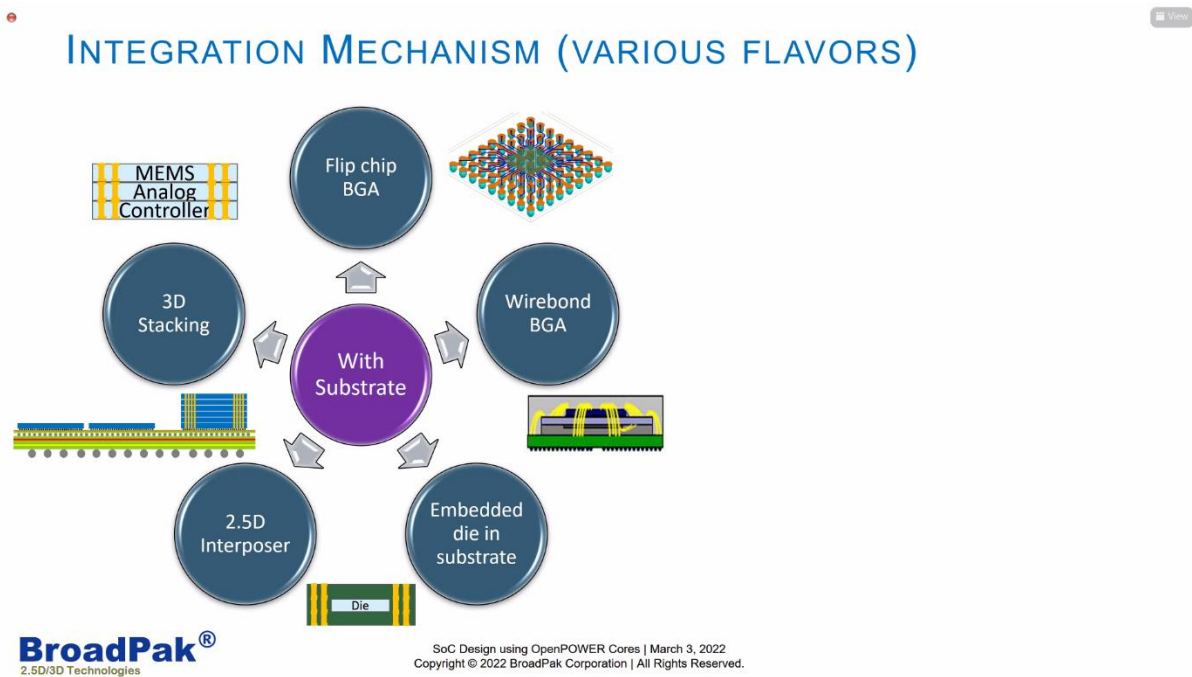 View
INTEGRATION MECHANISM (VARIOUS FLAVORS)
Flip chip
BGA
MEMS
Analog
Controller
3D
Stacking
Wirebond
BGA
With
Substrate
2.5D
Interposer
Embedded
die in
substrate
Die
BroadPak®
2.5D/3D Technologies
SoC Design using OpenPOWER Cores | March 3, 2022
Copyright © 2022 BroadPak Corporation | All Rights Reserved.